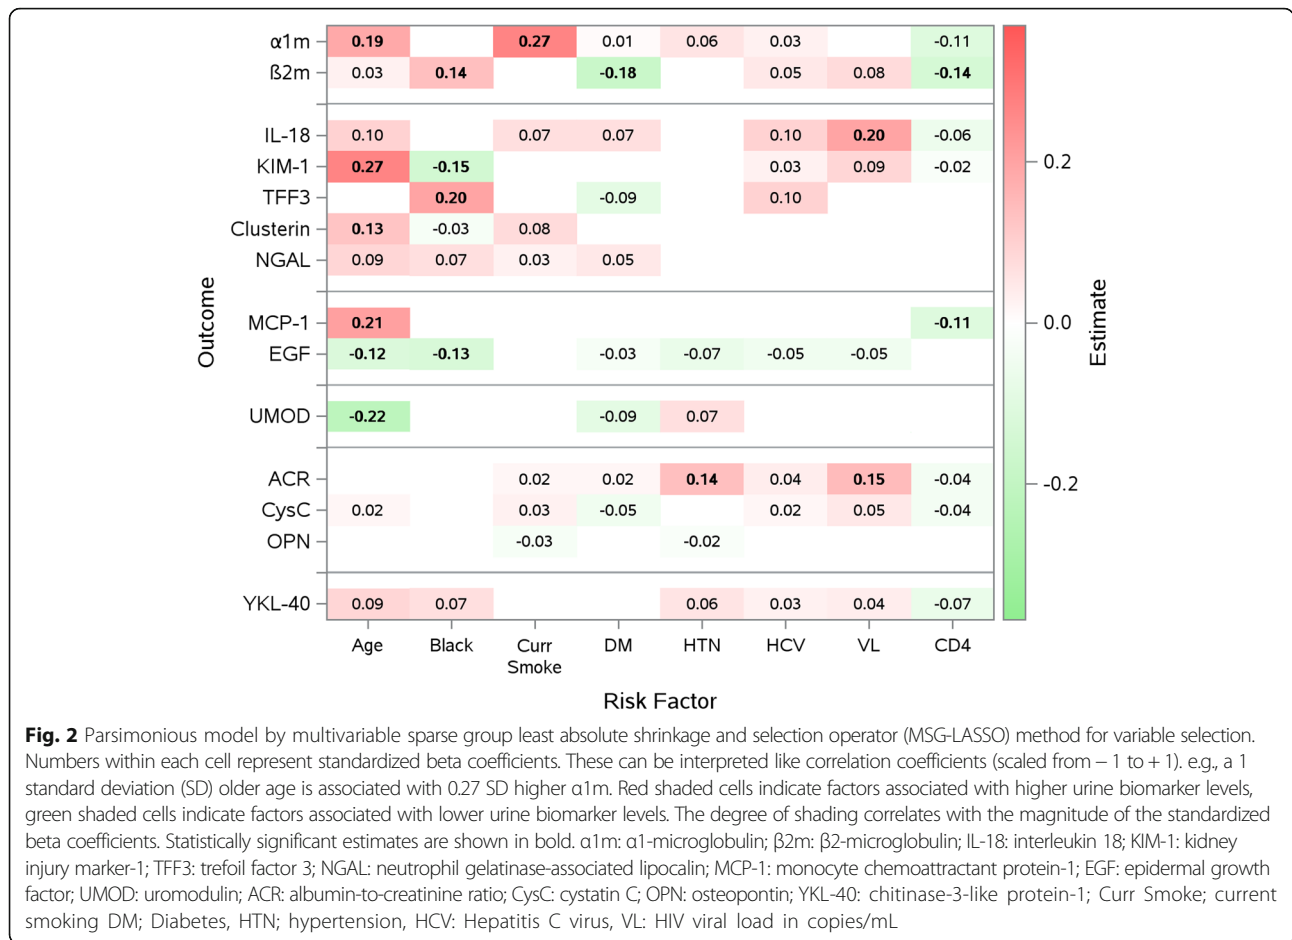 α1m 0.19 0.27 0.01 0.06 0.03 -0.11
ß2m 0.03 0.14 -0.18 0.05 0.08 -0.14
IL-18 0.10 0.07 0.07 0.10 0.20 -0.06
KIM-1 0.27 -0.15 0.03 0.09 -0.02
TFF3 0.20 -0.09 0.10
Clusterin 0.13 -0.03 0.08
NGAL 0.09 0.07 0.03 0.05
MCP-1 0.21 -0.11
EGF -0.12 -0.13 -0.03 -0.07 -0.05 -0.05
UMOD -0.22 -0.09 0.07
ACR 0.02 0.02 0.14 0.04 0.15 -0.04
CysC 0.02 0.03 -0.05 0.02 0.05 -0.04
OPN -0.03 -0.02
YKL-40 0.09 0.07 0.06 0.03 0.04 -0.07
Outcome
Age Black Curr Smoke DM HTN HCV VL CD4
Risk Factor
0.2
0.0
-0.2
Estimate
Fig. 2 Parsimonious model by multivariable sparse group least absolute shrinkage and selection operator (MSG-LASSO) method for variable selection.
Numbers within each cell represent standardized beta coefficients. These can be interpreted like correlation coefficients (scaled from − 1 to + 1). e.g., a 1
standard deviation (SD) older age is associated with 0.27 SD higher α1m. Red shaded cells indicate factors associated with higher urine biomarker levels,
green shaded cells indicate factors associated with lower urine biomarker levels. The degree of shading correlates with the magnitude of the standardized
beta coefficients. Statistically significant estimates are shown in bold. α1m: α1-microglobulin; β2m: β2-microglobulin; IL-18: interleukin 18; KIM-1: kidney
injury marker-1; TFF3: trefoil factor 3; NGAL: neutrophil gelatinase-associated lipocalin; MCP-1: monocyte chemoattractant protein-1; EGF: epidermal growth
factor; UMOD: uromodulin; ACR: albumin-to-creatinine ratio; CysC: cystatin C; OPN: osteopontin; YKL-40: chitinase-3-like protein-1; Curr Smoke; current
smoking DM; Diabetes, HTN; hypertension, HCV: Hepatitis C virus, VL: HIV viral load in copies/mL